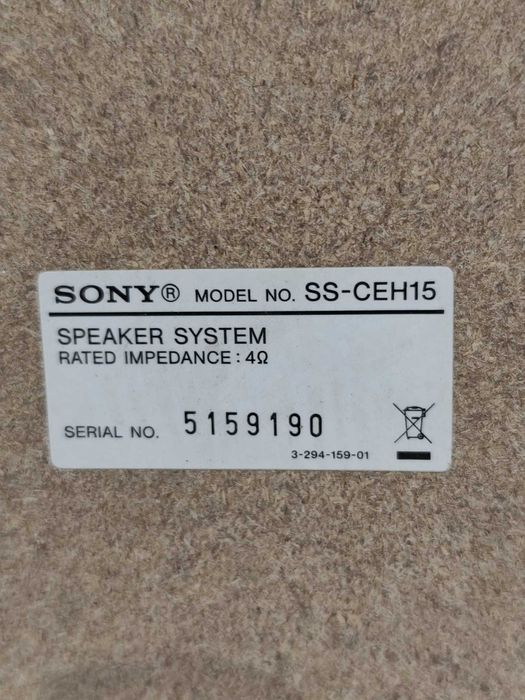 SONY® MODEL NO. SS-CEH15
SPEAKER SYSTEM
RATED IMPEDANCE : 4Ω
SERIAL NO. 5159190
3-294-159-01